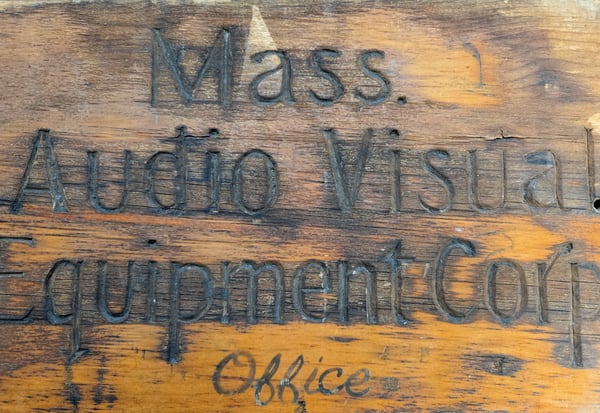 Mass.
Audio Visual
Equipment Corp
Office